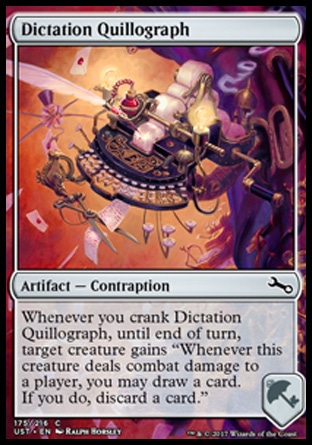 Dictation Quillograph
Artifact — Contraption
Whenever you crank Dictation
Quillograph, until end of turn,
target creature gains “Whenever this
creature deals combat damage to
a player, you may draw a card.
If you do, discard a card.”
175/216 C
UST • EN RALPH HORSLEY
™ & © 2017 Wizards of the Coast